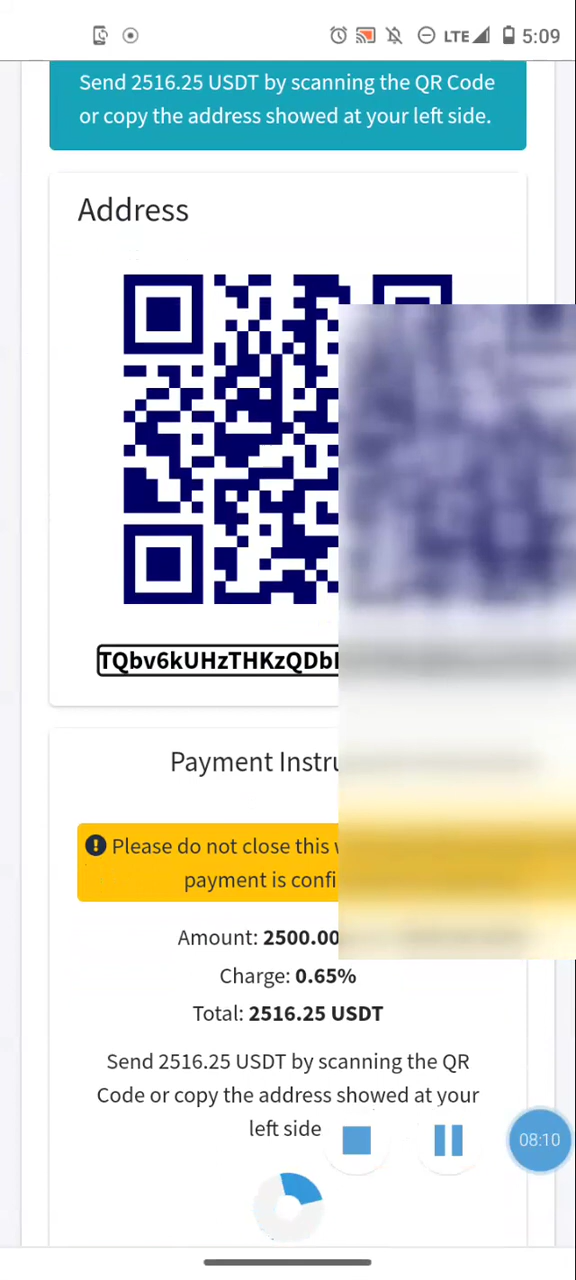 LTE 5:09
Send 2516.25 USDT by scanning the QR Code
or copy the address showed at your left side.
Address
TQbv6kUHzTHKzQDb
Payment Instru
Please do not close this
payment is confi
Amount: 2500.00
Charge: 0.65%
Total: 2516.25 USDT
Send 2516.25 USDT by scanning the QR
Code or copy the address showed at your
left side
08:10